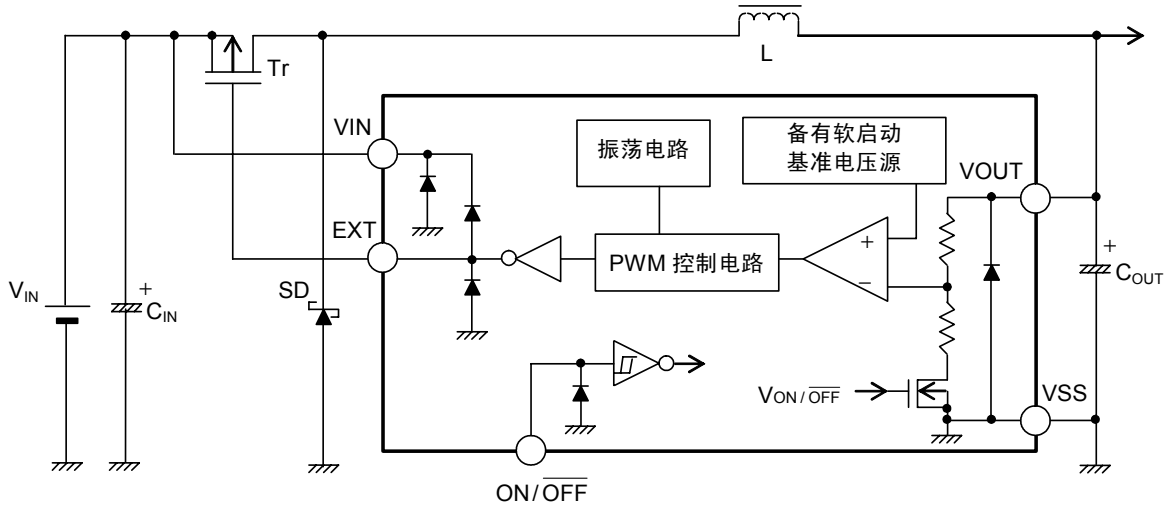 L
Tr
VIN
振荡电路
备有软启动
基准电压源
VOUT
EXT
+
PWM 控制电路
−
+
COUT
VIN
+
CIN
SD
VON/OFF
VSS
ON/OFF